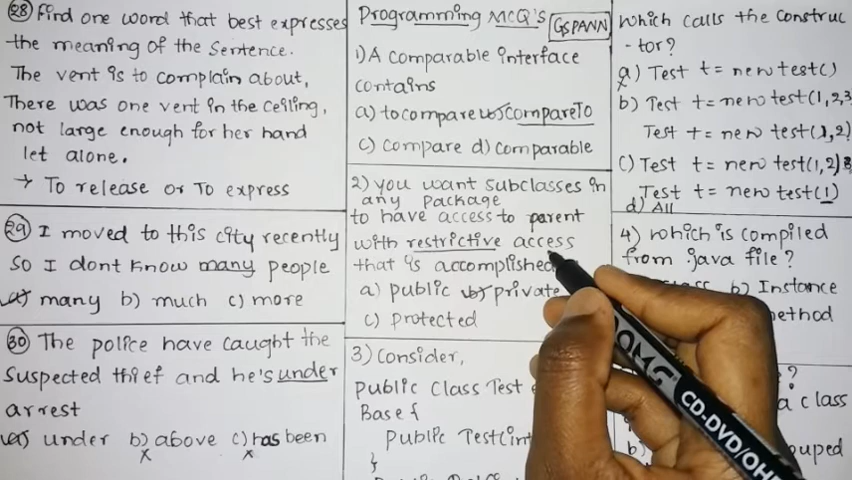 28) Find one word that best expresses
the meaning of the sentence.
The vent is to complain about,
There was one vent in the ceiling,
not large enough for her hand
let alone.
→ To release or To express
29) I moved to this city recently
so I dont know many people
a) many b) much c) more
30) The police have caught the
suspected thief and he's under
arrest
a) under b) above c) has been
x x
Programming MCQ's
GSPANN
1) A comparable interface
contains
a) tocompare b) compareTo
c) compare d) comparable
2) you want subclasses in
any package
to have access to parent
with restrictive access
that is accomplished
a) public b) private
c) protected
3) Consider,
public class Test
Base {
public Test(int
}
which calls the construc
-tor?
a) Test t = new test()
b) Test t = new test(1,2,3
Test t = new test(1,2)
c) Test t = new test(1,2)
Test t = new test(1)
d) All
4) which is compiled
from java file?
b) Instance
method
?
a class
b)
ouped
DOMS CD-DVD/OH